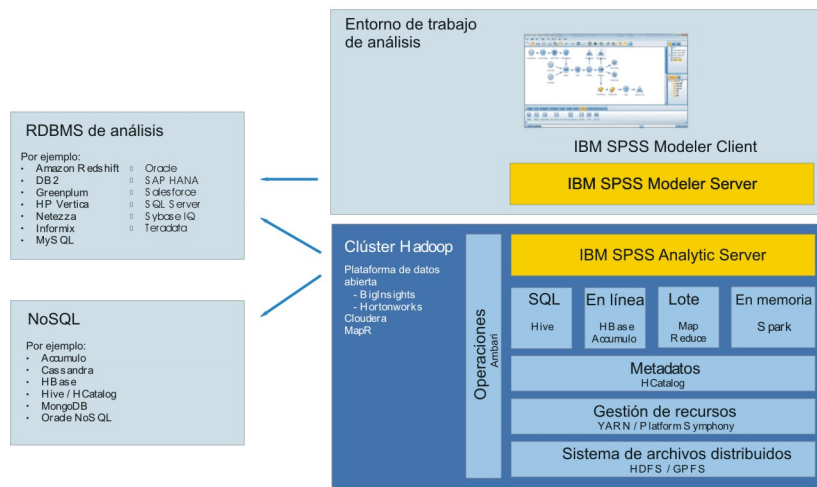 Entorno de trabajo
de análisis
IBM SPSS Modeler Client
IBM SPSS Modeler Server
RDBMS de análisis
Por ejemplo:
• Amazon Redshift
• DB2
• Greenplum
• HP Vertica
• Netezza
• Informix
• MySQL
Oracle
SAP HANA
Salesforce
SQL Server
Sybase IQ
Teradata
NoSQL
Por ejemplo:
• Accumulo
• Cassandra
• HBase
• Hive / HCatalog
• MongoDB
• Oracle NoSQL
Clúster Hadoop
Plataforma de datos
abierta
- BigInsights
- Hortonworks
Cloudera
MapR
Operaciones
Ambari
IBM SPSS Analytic Server
SQL
Hive
En línea
HBase
Accumulo
Lote
Map
Reduce
En memoria
Spark
Metadatos
HCatalog
Gestión de recursos
YARN / Platform Symphony
Sistema de archivos distribuidos
HDFS / GPFS